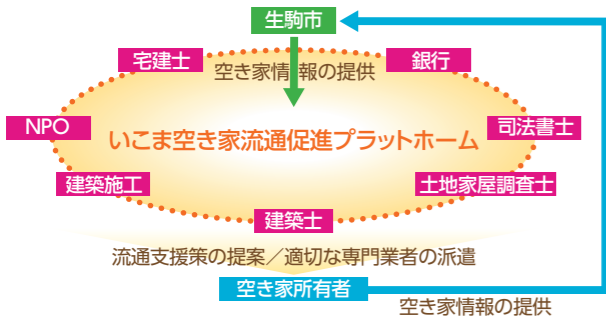 生駒市
宅建士
空き家情報の提供
銀行
NPO
いこま空き家流通促進プラットホーム
司法書士
建築施工
土地家屋調査士
建築士
流通支援策の提案／適切な専門業者の派遣
空き家所有者
空き家情報の提供